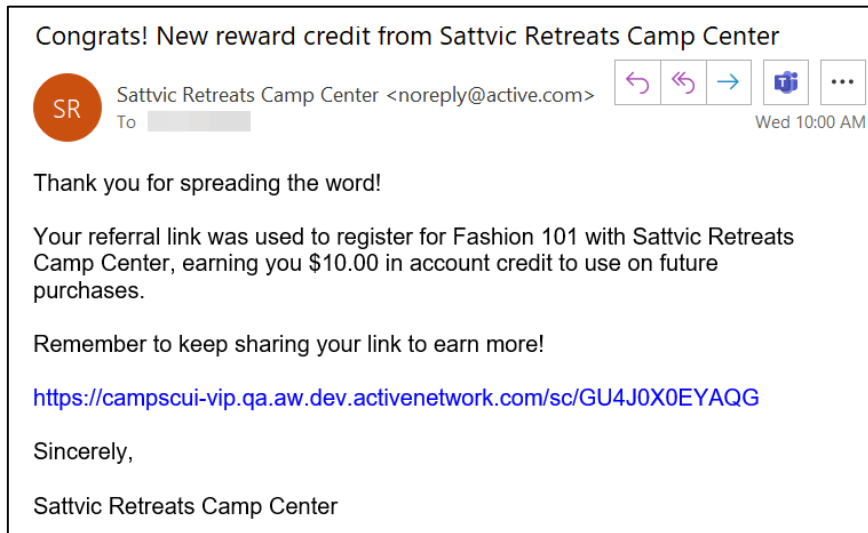 Congrats! New reward credit from Sattvic Retreats Camp Center
SR
Sattvic Retreats Camp Center <noreply@active.com>
To
Wed 10:00 AM
Thank you for spreading the word!
Your referral link was used to register for Fashion 101 with Sattvic Retreats
Camp Center, earning you $10.00 in account credit to use on future
purchases.
Remember to keep sharing your link to earn more!
https://campscui-vip.qa.aw.dev.activenetwork.com/sc/GU4J0X0EYAQG
Sincerely,
Sattvic Retreats Camp Center